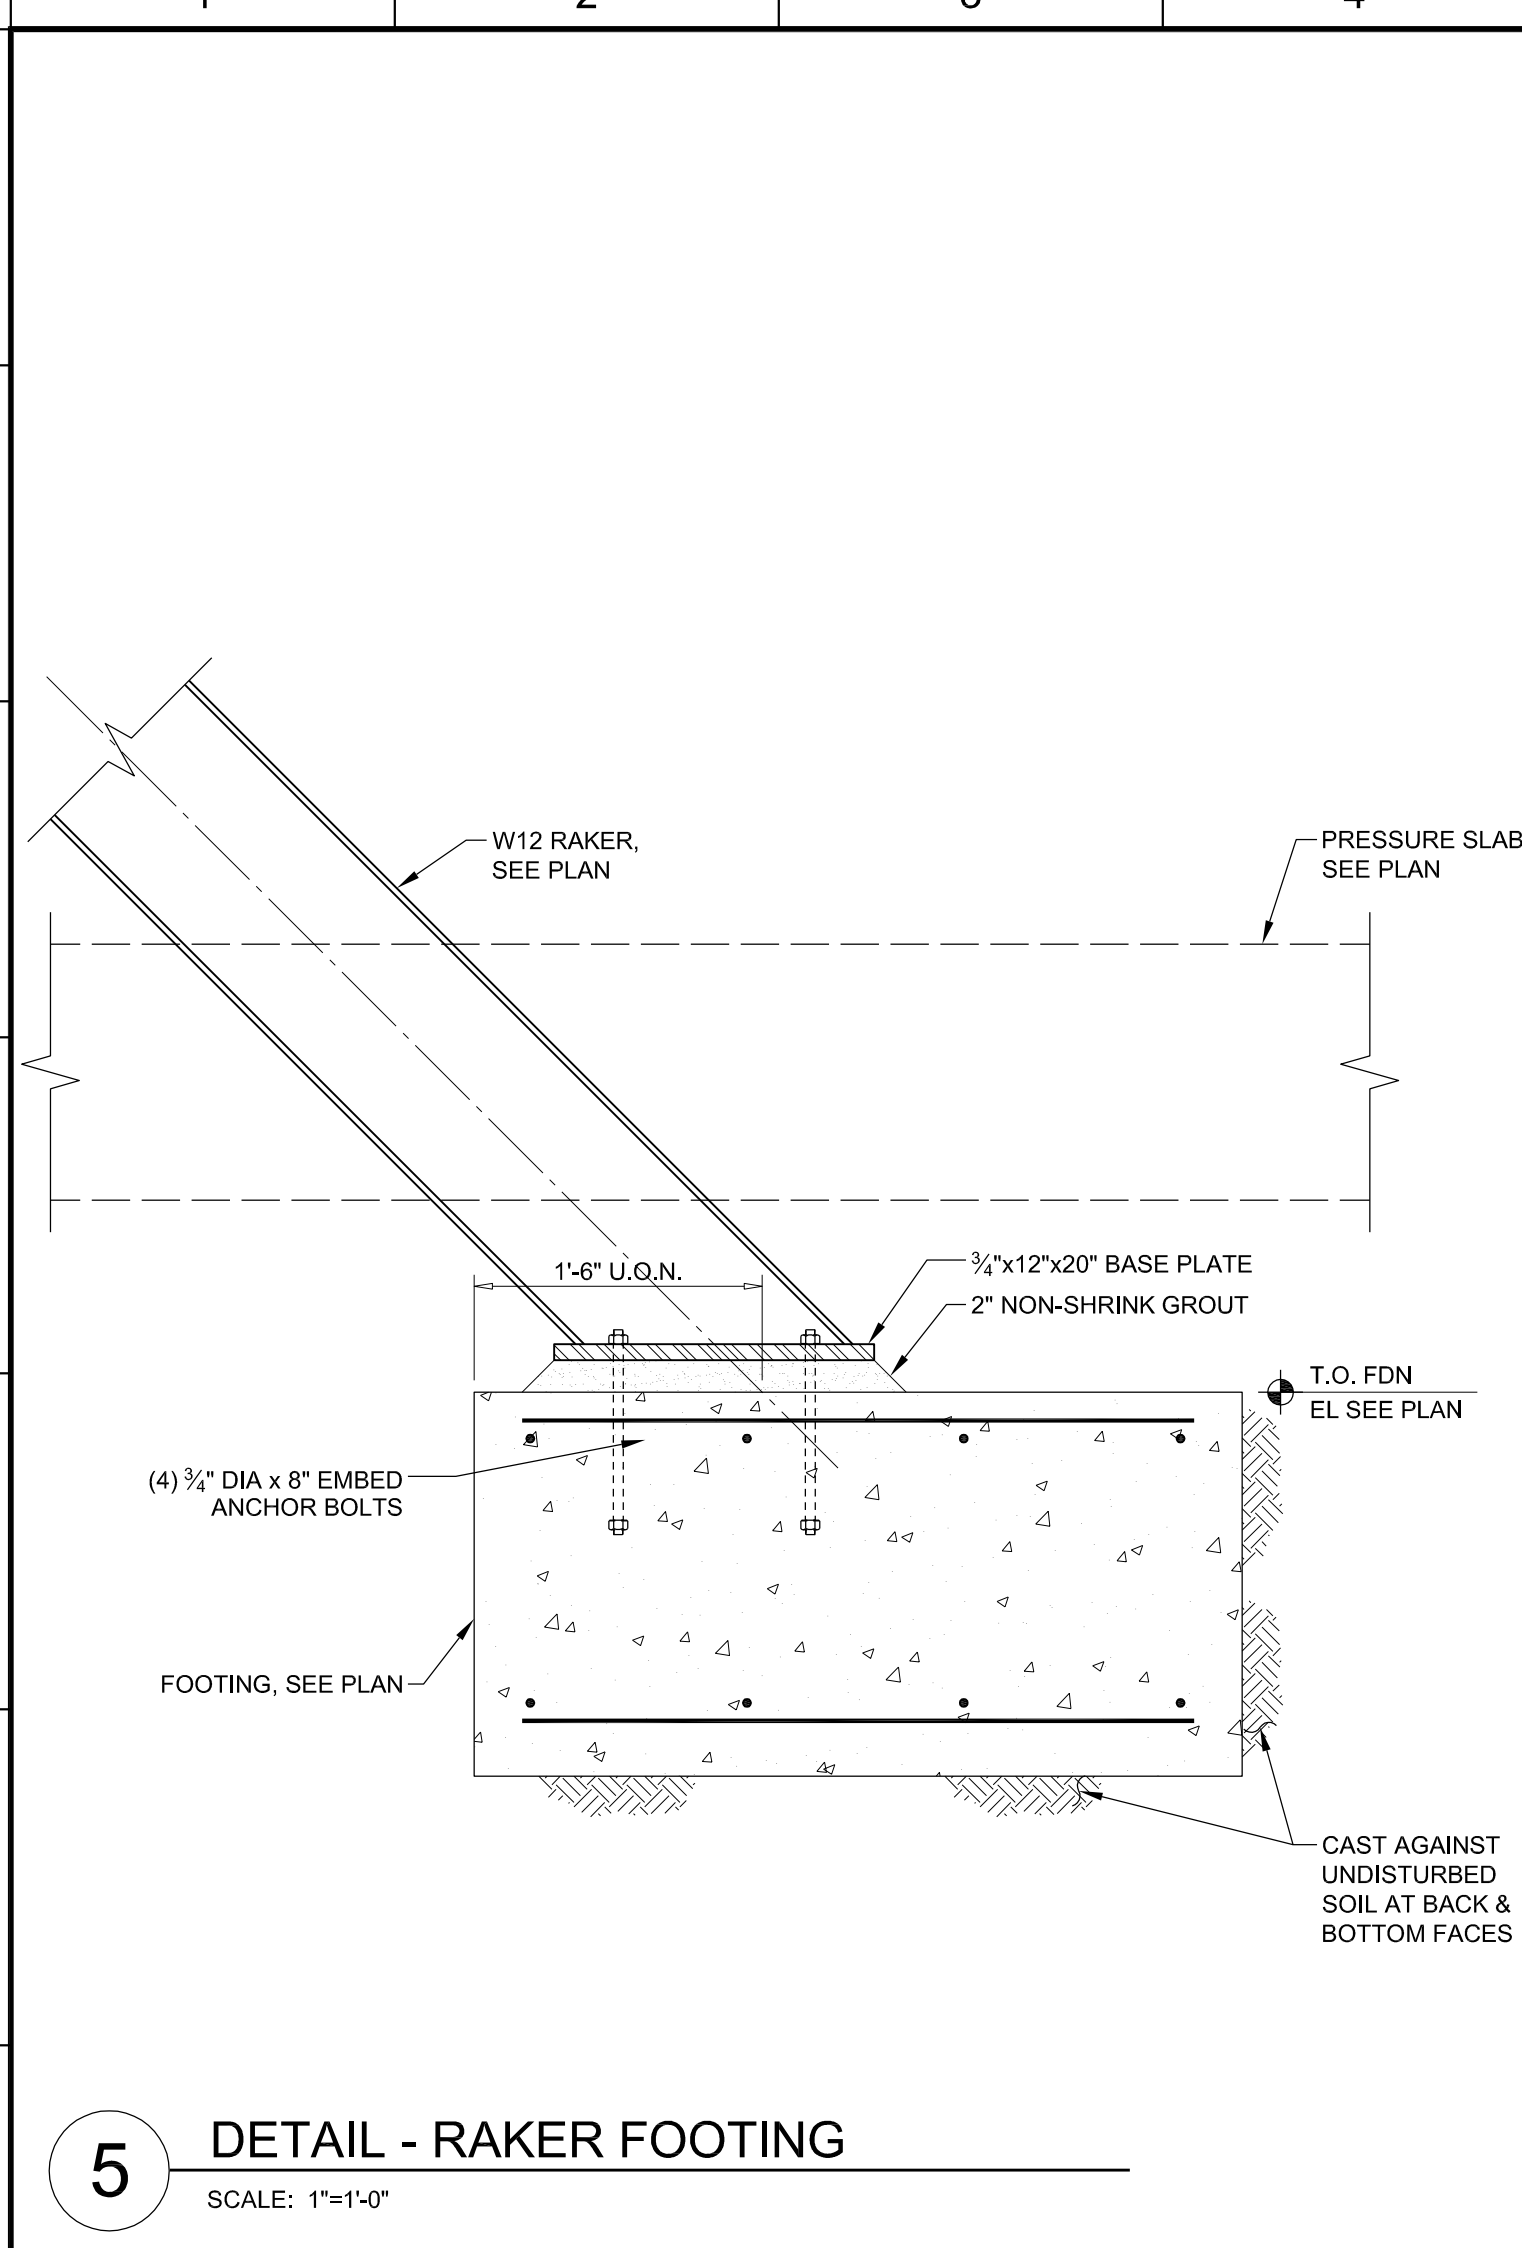 W12 RAKER,
SEE PLAN
PRESSURE SLAB
SEE PLAN
1'-6" U.O.N.
¾"x12"x20" BASE PLATE
2" NON-SHRINK GROUT
T.O. FDN
EL SEE PLAN
(4) ¾" DIA x 8" EMBED
ANCHOR BOLTS
FOOTING, SEE PLAN
CAST AGAINST
UNDISTURBED
SOIL AT BACK &
BOTTOM FACES
5
DETAIL - RAKER FOOTING
SCALE: 1"=1'-0"